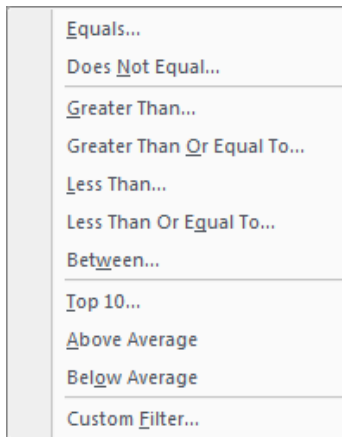 Equals...
Does Not Equal...
Greater Than...
Greater Than Or Equal To...
Less Than...
Less Than Or Equal To...
Between...
Top 10...
Above Average
Below Average
Custom Filter...